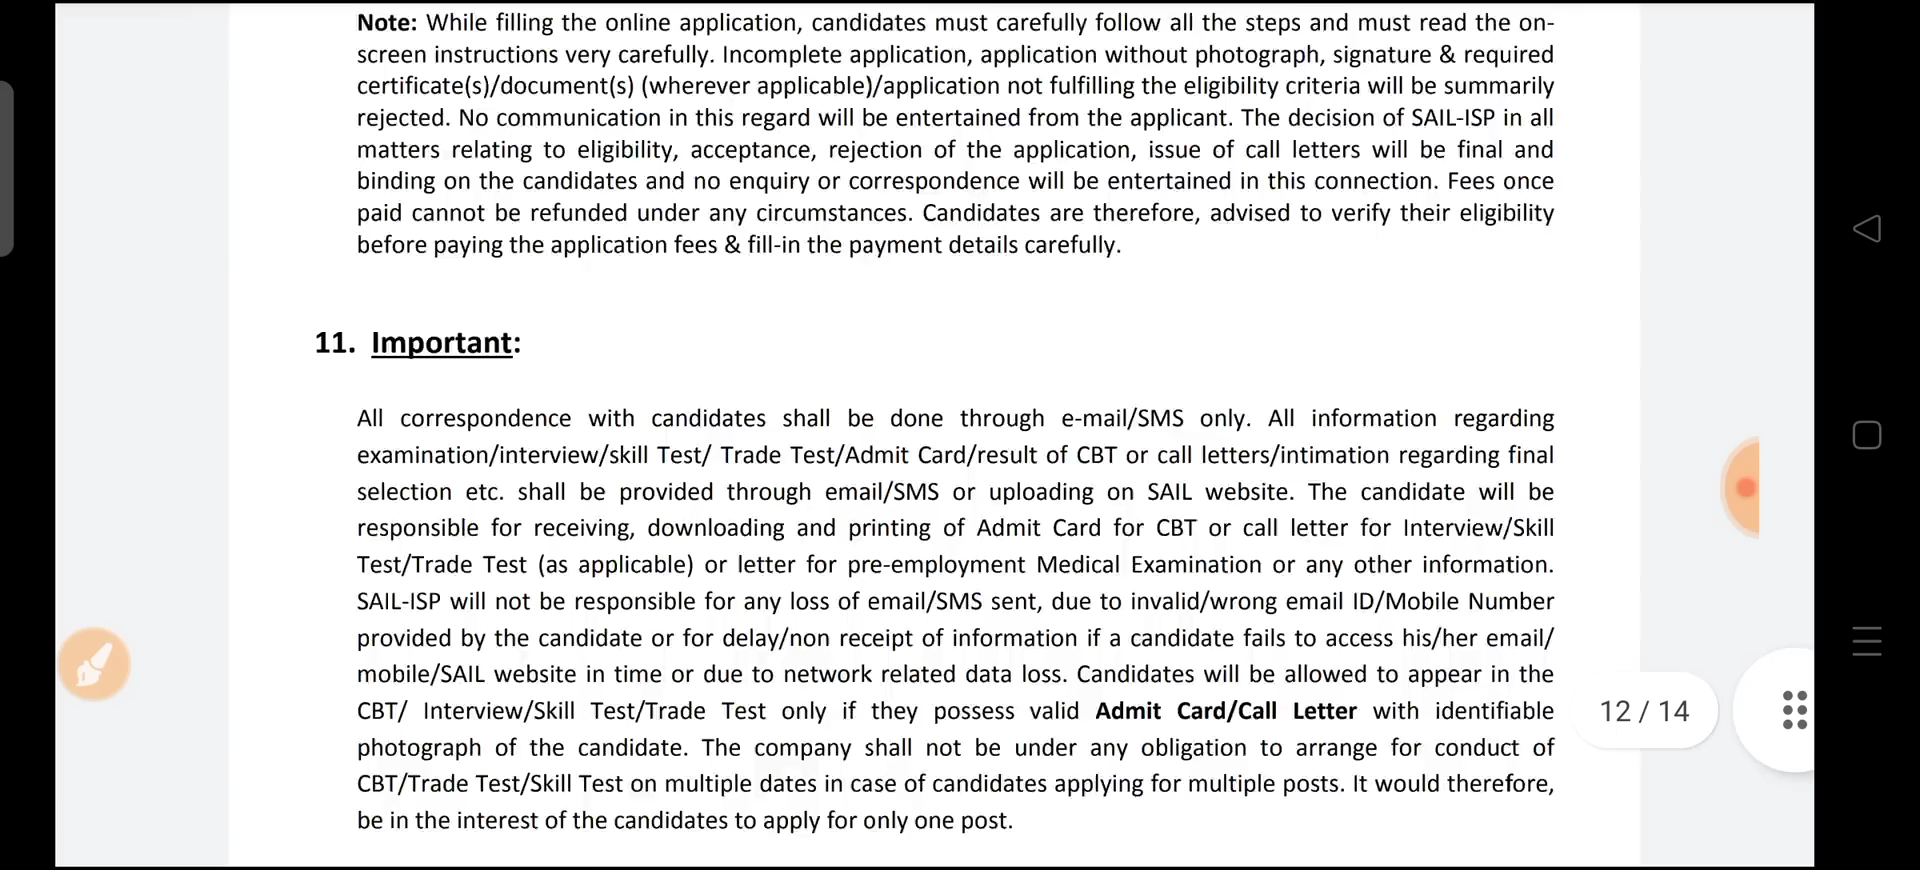 Note: While filling the online application, candidates must carefully follow all the steps and must read the on-
screen instructions very carefully. Incomplete application, application without photograph, signature & required
certificate(s)/document(s) (wherever applicable)/application not fulfilling the eligibility criteria will be summarily
rejected. No communication in this regard will be entertained from the applicant. The decision of SAIL-ISP in all
matters relating to eligibility, acceptance, rejection of the application, issue of call letters will be final and
binding on the candidates and no enquiry or correspondence will be entertained in this connection. Fees once
paid cannot be refunded under any circumstances. Candidates are therefore, advised to verify their eligibility
before paying the application fees & fill-in the payment details carefully.
11. Important:
All correspondence with candidates shall be done through e-mail/SMS only. All information regarding
examination/interview/skill Test/ Trade Test/Admit Card/result of CBT or call letters/intimation regarding final
selection etc. shall be provided through email/SMS or uploading on SAIL website. The candidate will be
responsible for receiving, downloading and printing of Admit Card for CBT or call letter for Interview/Skill
Test/Trade Test (as applicable) or letter for pre-employment Medical Examination or any other information.
SAIL-ISP will not be responsible for any loss of email/SMS sent, due to invalid/wrong email ID/Mobile Number
provided by the candidate or for delay/non receipt of information if a candidate fails to access his/her email/
mobile/SAIL website in time or due to network related data loss. Candidates will be allowed to appear in the
CBT/ Interview/Skill Test/Trade Test only if they possess valid Admit Card/Call Letter with identifiable
photograph of the candidate. The company shall not be under any obligation to arrange for conduct of
CBT/Trade Test/Skill Test on multiple dates in case of candidates applying for multiple posts. It would therefore,
be in the interest of the candidates to apply for only one post.
12 / 14